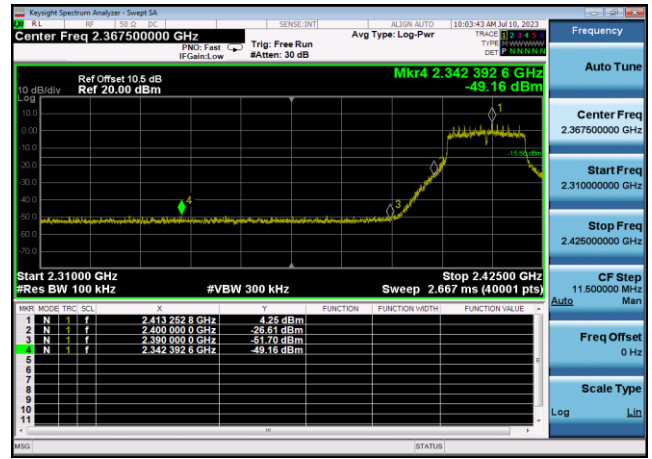 Keysight Spectrum Analyzer - Swept SA
RL RF 50 Ω DC SENSE:INT ALIGN AUTO 10:03:43 AM Jul 10, 2023
Center Freq 2.367500000 GHz
PNO: Fast
IFGain:Low
Trig: Free Run
#Atten: 30 dB
Avg Type: Log-Pwr
TRACE 1 2 3 4 5 6
TYPE M WWWWW
DET P NNNNN
Frequency
Auto Tune
Center Freq
2.367500000 GHz
Start Freq
2.310000000 GHz
Stop Freq
2.425000000 GHz
CF Step
11.500000 MHz
Auto Man
Freq Offset
0 Hz
Scale Type
Log Lin
Ref Offset 10.5 dB
10 dB/div Ref 20.00 dBm
Log
Mkr4 2.342 392 6 GHz
-49.16 dBm
10.0
0.00
-10.0
-20.0
-30.0
-40.0
-50.0
-60.0
-70.0
1
-15.66 dBm
3
4
Start 2.31000 GHz Stop 2.42500 GHz
#Res BW 100 kHz #VBW 300 kHz Sweep 2.667 ms (40001 pts)
MKR MODE TRC SCL X Y FUNCTION FUNCTION WIDTH FUNCTION VALUE
1 N 1 f 2.413 252 8 GHz 4.25 dBm
2 N 1 f 2.400 000 0 GHz -26.61 dBm
3 N 1 f 2.390 000 0 GHz -51.70 dBm
4 N 1 f 2.342 392 6 GHz -49.16 dBm
5
6
7
8
9
10
11
MSG STATUS